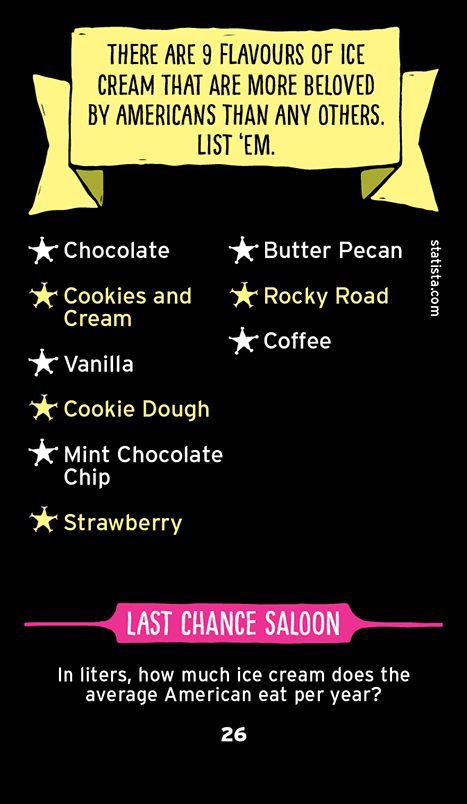 THERE ARE 9 FLAVOURS OF ICE
CREAM THAT ARE MORE BELOVED
BY AMERICANS THAN ANY OTHERS.
LIST ‘EM.
Chocolate
Cookies and
Cream
Vanilla
Cookie Dough
Mint Chocolate
Chip
Strawberry
Butter Pecan
Rocky Road
Coffee
statista.com
LAST CHANCE SALOON
In liters, how much ice cream does the
average American eat per year?
26